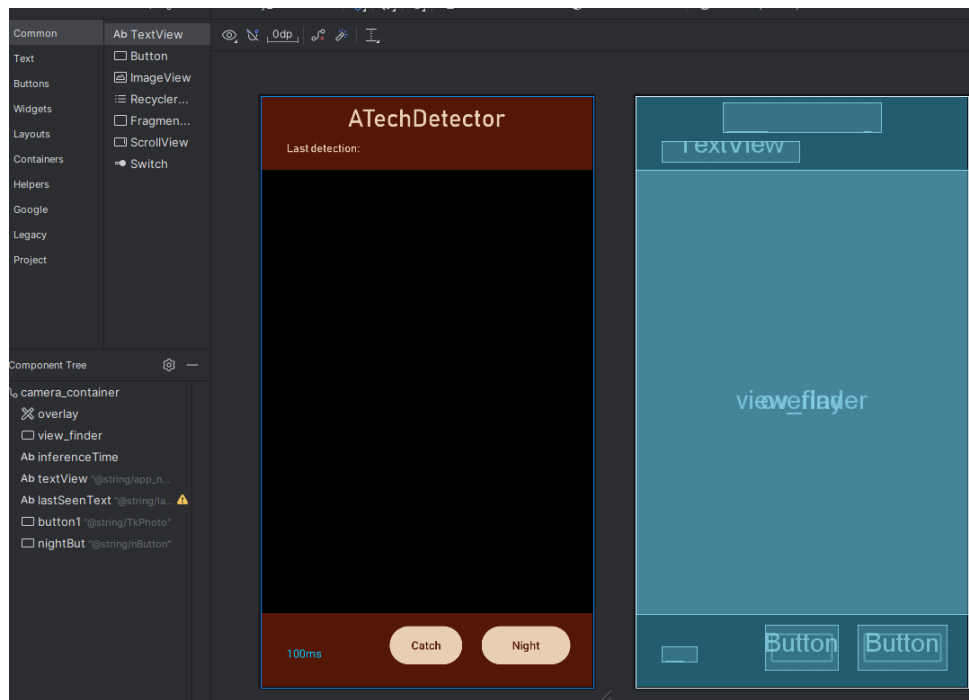 Common
Text
Buttons
Widgets
Layouts
Containers
Helpers
Google
Legacy
Project
Ab TextView
Button
ImageView
Recycler...
Fragmen...
ScrollView
Switch
0dp
Component Tree
camera_container
overlay
view_finder
Ab inferenceTime
Ab textView "@string/app_n...
Ab lastSeenText "@string/la...
button1 "@string/TkPhoto"
nightBut "@string/nButton"
ATechDetector
Last detection:
100ms
Catch
Night
TextView
view_finder
overlay
Button
Button